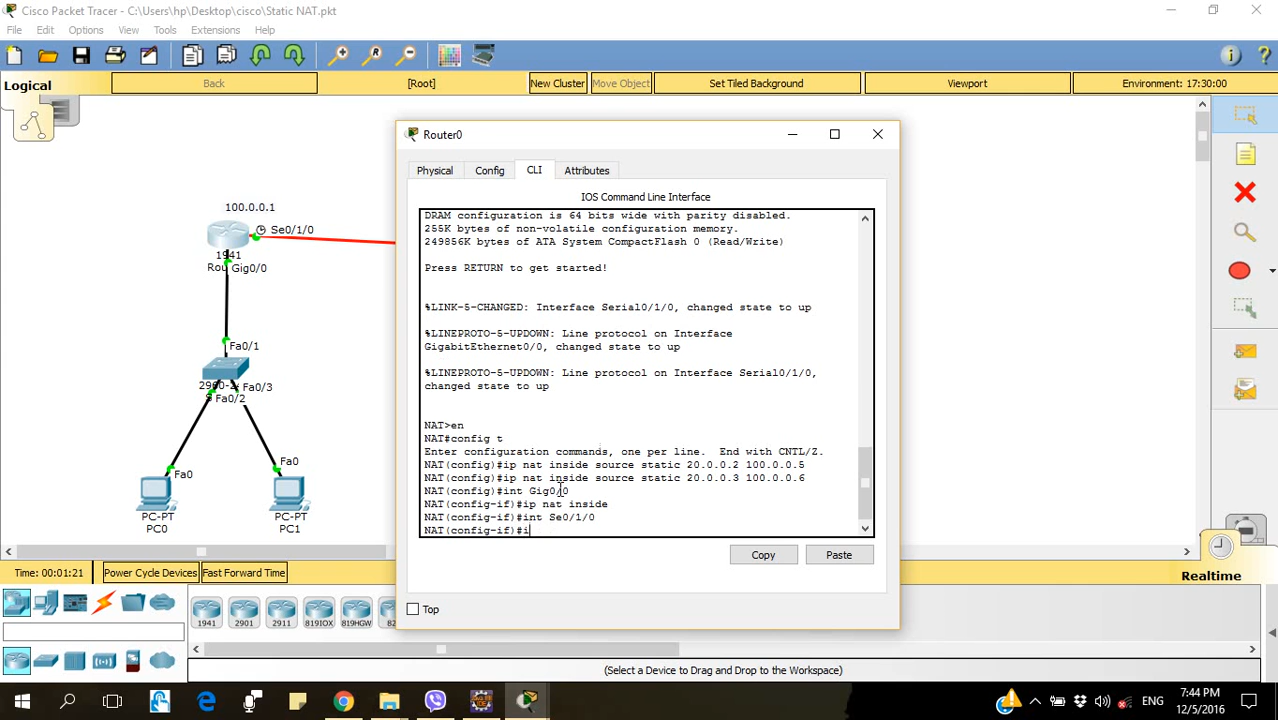 Cisco Packet Tracer - C:\Users\hp\Desktop\cisco\Static NAT.pkt
File Edit Options View Tools Extensions Help
Logical Back [Root] New Cluster Move Object Set Tiled Background Viewport Environment: 17:30:00
100.0.0.1
Se0/1/0
1941
Rou Gig0/0
Fa0/1
2960-2 Fa0/3
S Fa0/2
Fa0
Fa0
PC-PT
PC0
PC-PT
PC1
Router0
Physical Config CLI Attributes
IOS Command Line Interface
DRAM configuration is 64 bits wide with parity disabled.
255K bytes of non-volatile configuration memory.
249856K bytes of ATA System CompactFlash 0 (Read/Write)
Press RETURN to get started!
%LINK-5-CHANGED: Interface Serial0/1/0, changed state to up
%LINEPROTO-5-UPDOWN: Line protocol on Interface
GigabitEthernet0/0, changed state to up
%LINEPROTO-5-UPDOWN: Line protocol on Interface Serial0/1/0,
changed state to up
NAT>en
NAT#config t
Enter configuration commands, one per line. End with CNTL/Z.
NAT(config)#ip nat inside source static 20.0.0.2 100.0.0.5
NAT(config)#ip nat inside source static 20.0.0.3 100.0.0.6
NAT(config)#int Gig0/0
NAT(config-if)#ip nat inside
NAT(config-if)#int Se0/1/0
NAT(config-if)#i
Copy Paste
Top
Time: 00:01:21 Power Cycle Devices Fast Forward Time
Realtime
1941 2901 2911 819IOX 819HGW 82
(Select a Device to Drag and Drop to the Workspace)
ENG
7:44 PM
12/5/2016